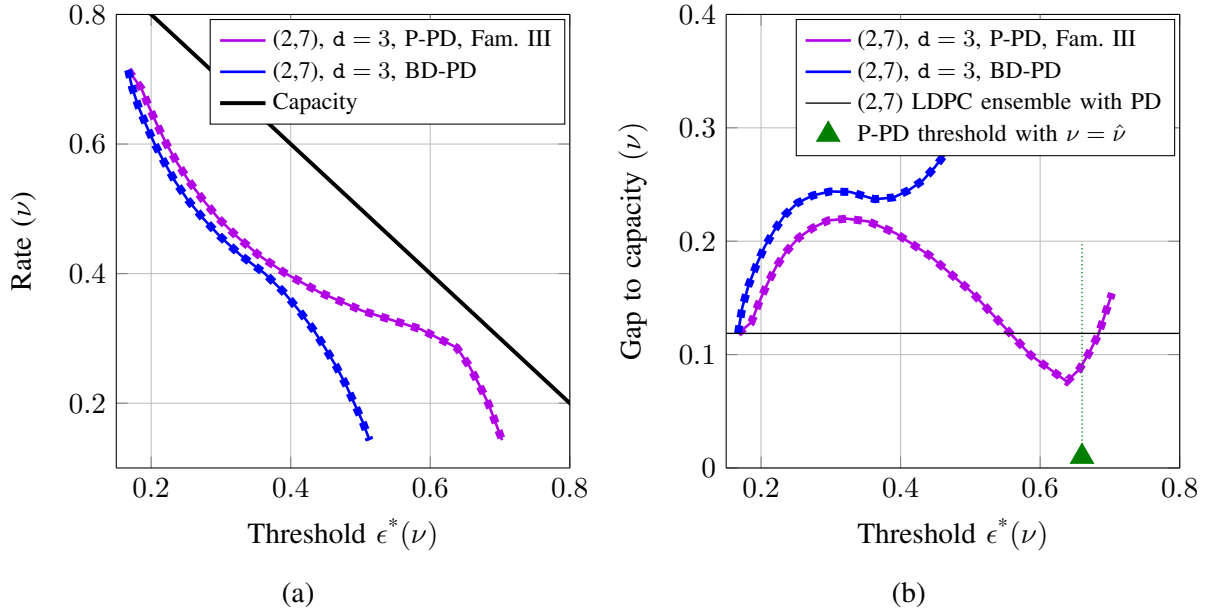 0.8
0.6
0.4
0.2
0.2
0.4
0.6
0.8
Rate (ν)
Threshold ϵ*(ν)
(2,7), d = 3, P-PD, Fam. III
(2,7), d = 3, BD-PD
Capacity
(a)
0.4
0.3
0.2
0.1
0
0.2
0.4
0.6
0.8
Gap to capacity (ν)
Threshold ϵ*(ν)
(2,7), d = 3, P-PD, Fam. III
(2,7), d = 3, BD-PD
(2,7) LDPC ensemble with PD
P-PD threshold with ν = ν̂
(b)